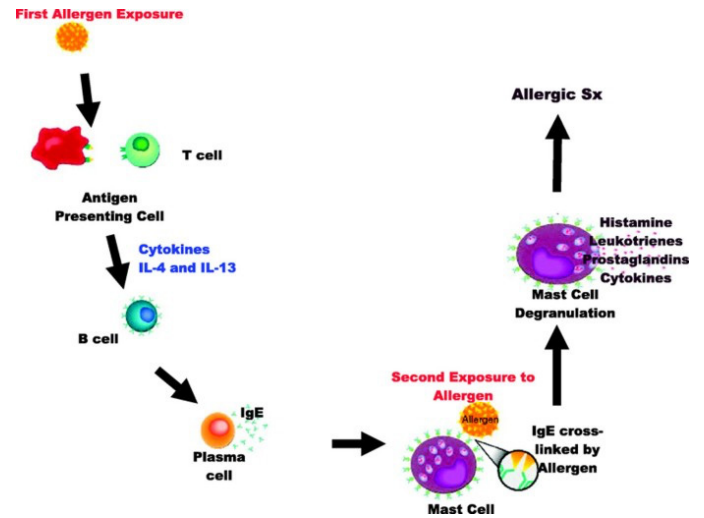 First Allergen Exposure
T cell
Antigen
Presenting Cell
Cytokines
IL-4 and IL-13
B cell
IgE
Plasma
cell
Second Exposure to
Allergen
Allergen
IgE cross-
linked by
Allergen
Mast Cell
Histamine
Leukotrienes
Prostaglandins
Cytokines
Mast Cell
Degranulation
Allergic Sx